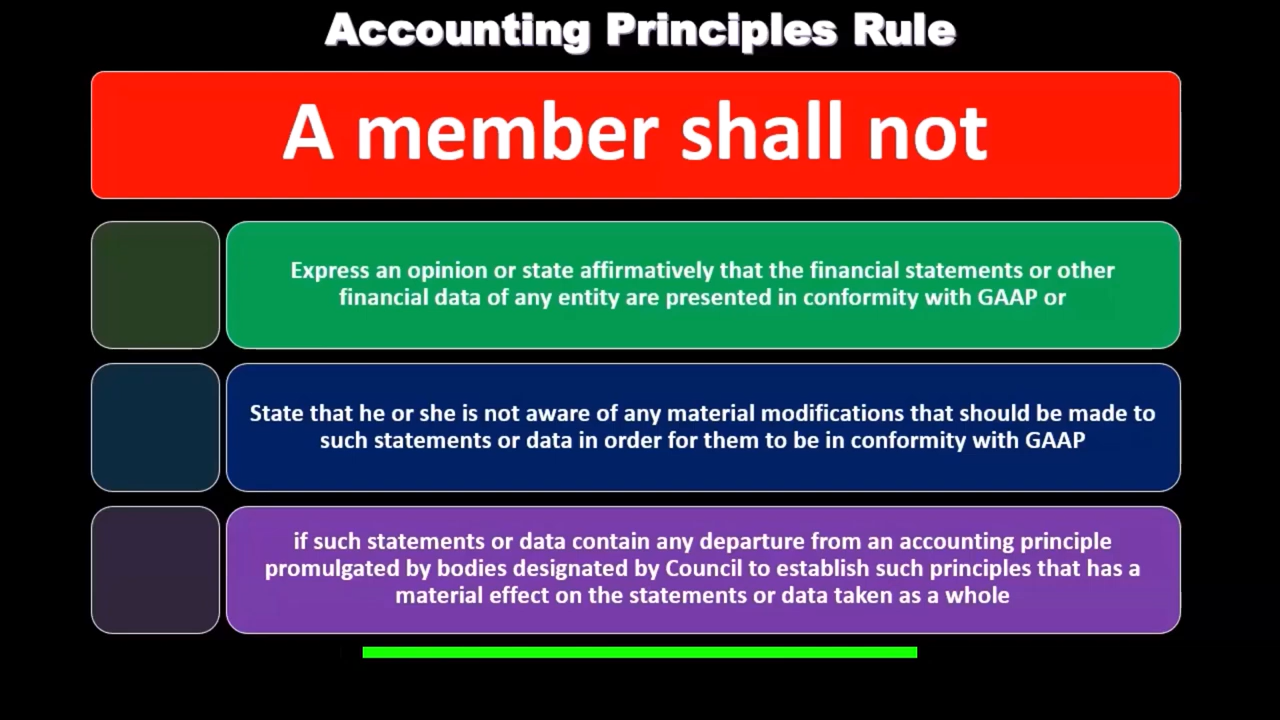 Accounting Principles Rule
A member shall not
Express an opinion or state affirmatively that the financial statements or other
financial data of any entity are presented in conformity with GAAP or
State that he or she is not aware of any material modifications that should be made to
such statements or data in order for them to be in conformity with GAAP
if such statements or data contain any departure from an accounting principle
promulgated by bodies designated by Council to establish such principles that has a
material effect on the statements or data taken as a whole